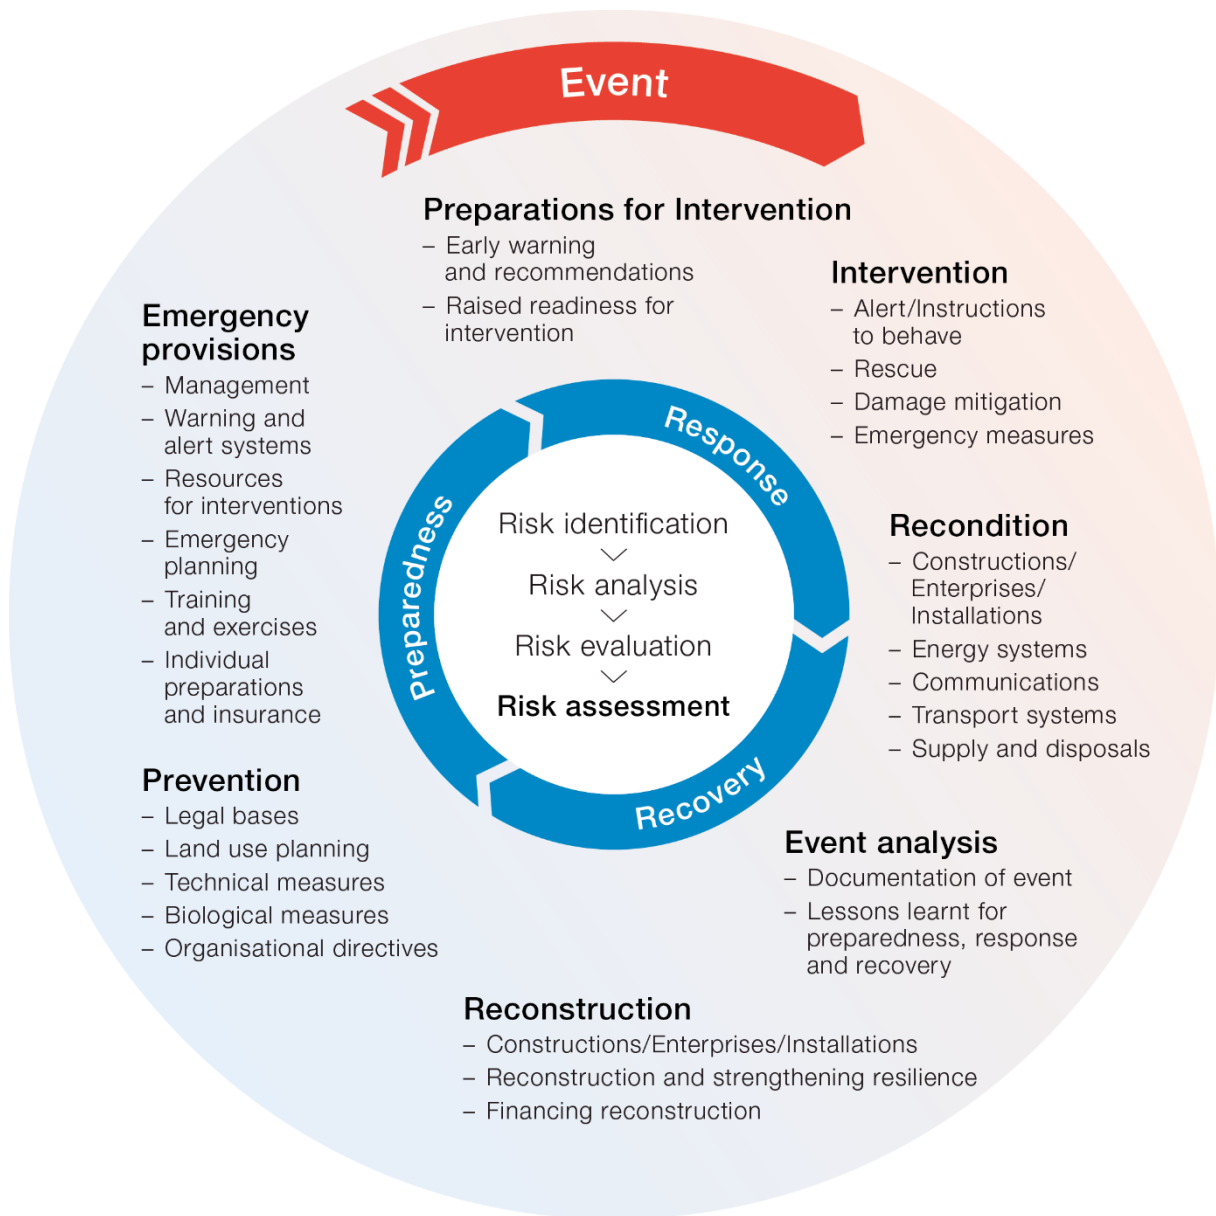 Event
Preparations for Intervention
– Early warning
and recommendations
– Raised readiness for
intervention
Intervention
– Alert/Instructions
to behave
– Rescue
– Damage mitigation
– Emergency measures
Emergency
provisions
– Management
– Warning and
alert systems
– Resources
for interventions
– Emergency
planning
– Training
and exercises
– Individual
preparations
and insurance
Response
Preparedness
Recovery
Risk identification
Risk analysis
Risk evaluation
Risk assessment
Recondition
– Constructions/
Enterprises/
Installations
– Energy systems
– Communications
– Transport systems
– Supply and disposals
Prevention
– Legal bases
– Land use planning
– Technical measures
– Biological measures
– Organisational directives
Event analysis
– Documentation of event
– Lessons learnt for
preparedness, response
and recovery
Reconstruction
– Constructions/Enterprises/Installations
– Reconstruction and strengthening resilience
– Financing reconstruction